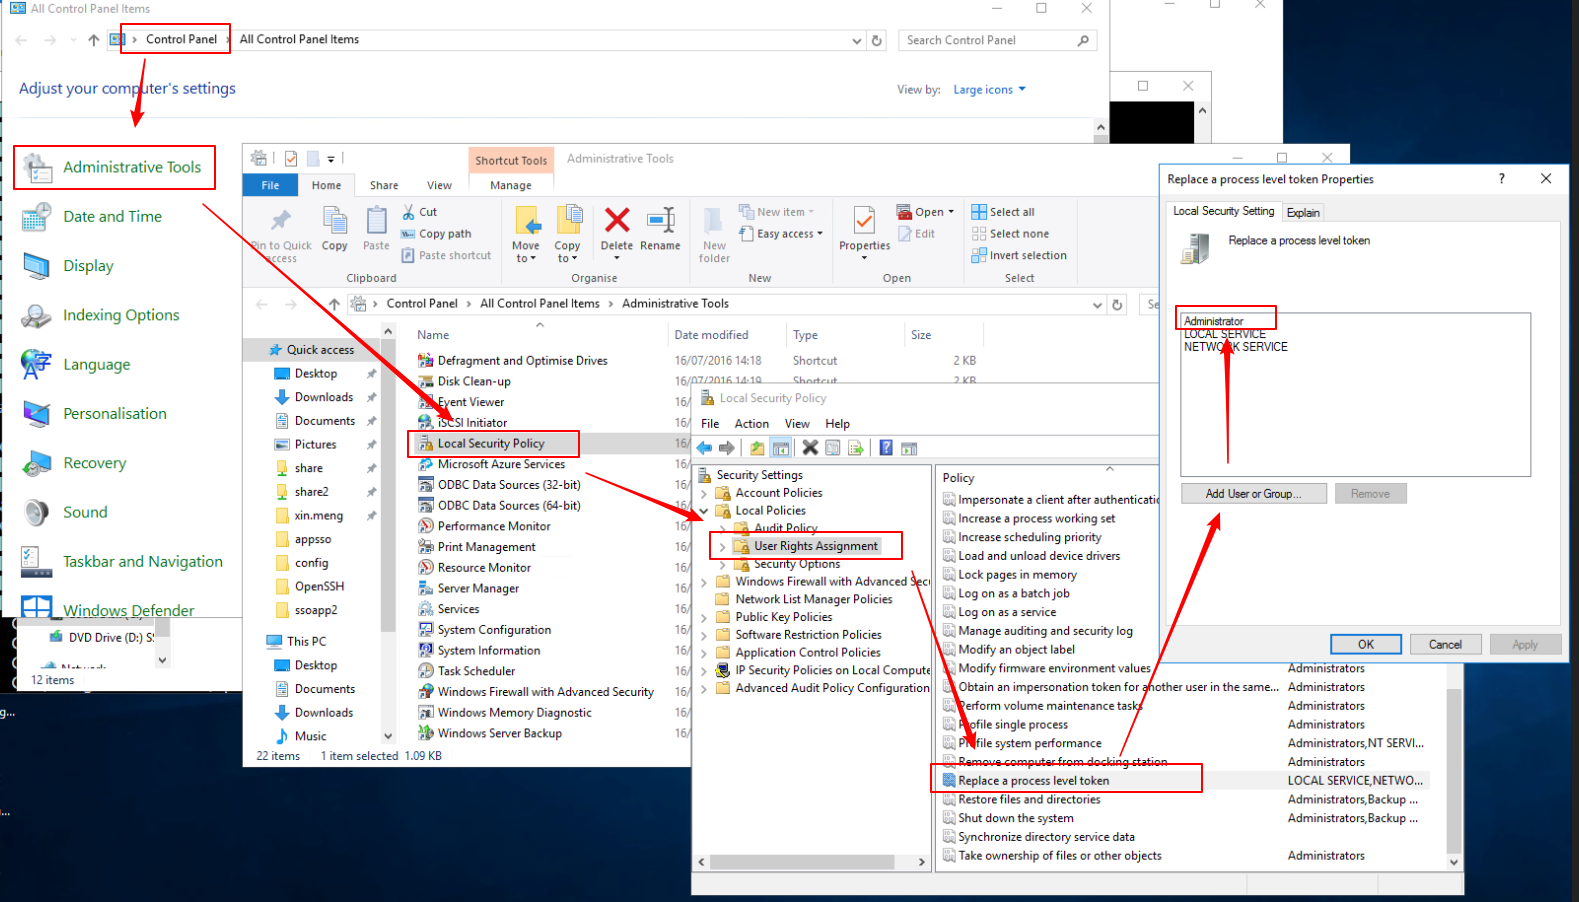 All Control Panel Items
Control Panel
All Control Panel Items
Search Control Panel
Adjust your computer's settings
View by: Large icons
Administrative Tools
Date and Time
Display
Indexing Options
Language
Personalisation
Recovery
Sound
Taskbar and Navigation
Windows Defender
DVD Drive (D:) S
Network
12 items
g...
...
Shortcut Tools
Administrative Tools
File
Home
Share
View
Manage
Pin to Quick access
Copy
Paste
Cut
Copy path
Paste shortcut
Clipboard
Move to
Copy to
Delete
Rename
Organise
New folder
New item
Easy access
New
Properties
Open
Edit
Open
Select all
Select none
Invert selection
Select
Control Panel > All Control Panel Items > Administrative Tools
Se
Quick access
Desktop
Downloads
Documents
Pictures
share
share2
xin.meng
appsso
config
OpenSSH
ssoapp2
This PC
Desktop
Documents
Downloads
Music
Name Date modified Type Size
Defragment and Optimise Drives 16/07/2016 14:18 Shortcut 2 KB
Disk Clean-up 16/07/2016 14:19 Shortcut 2 KB
Event Viewer 16/
iSCSI Initiator 16/
Local Security Policy 16/
Microsoft Azure Services 16/
ODBC Data Sources (32-bit) 16/
ODBC Data Sources (64-bit) 16/
Performance Monitor 16/
Print Management 16/
Resource Monitor 16/
Server Manager 16/
Services 16/
System Configuration 16/
System Information 16/
Task Scheduler 16/
Windows Firewall with Advanced Security 16/
Windows Memory Diagnostic 16/
Windows Server Backup 16/
22 items 1 item selected 1.09 KB
Local Security Policy
File Action View Help
Security Settings
Account Policies
Local Policies
Audit Policy
User Rights Assignment
Security Options
Windows Firewall with Advanced Secu
Network List Manager Policies
Public Key Policies
Software Restriction Policies
Application Control Policies
IP Security Policies on Local Compute
Advanced Audit Policy Configuration
Policy
Impersonate a client after authenticatio
Increase a process working set
Increase scheduling priority
Load and unload device drivers
Lock pages in memory
Log on as a batch job
Log on as a service
Manage auditing and security log
Modify an object label
Modify firmware environment values Administrators
Obtain an impersonation token for another user in the same... Administrators
Perform volume maintenance tasks Administrators
Profile single process Administrators
Profile system performance Administrators,NT SERVI...
Remove computer from docking station Administrators
Replace a process level token LOCAL SERVICE,NETWO...
Restore files and directories Administrators,Backup ...
Shut down the system Administrators,Backup ...
Synchronize directory service data
Take ownership of files or other objects Administrators
Replace a process level token Properties
?
Local Security Setting
Explain
Replace a process level token
Administrator
LOCAL SERVICE
NETWORK SERVICE
Add User or Group...
Remove
OK
Cancel
Apply